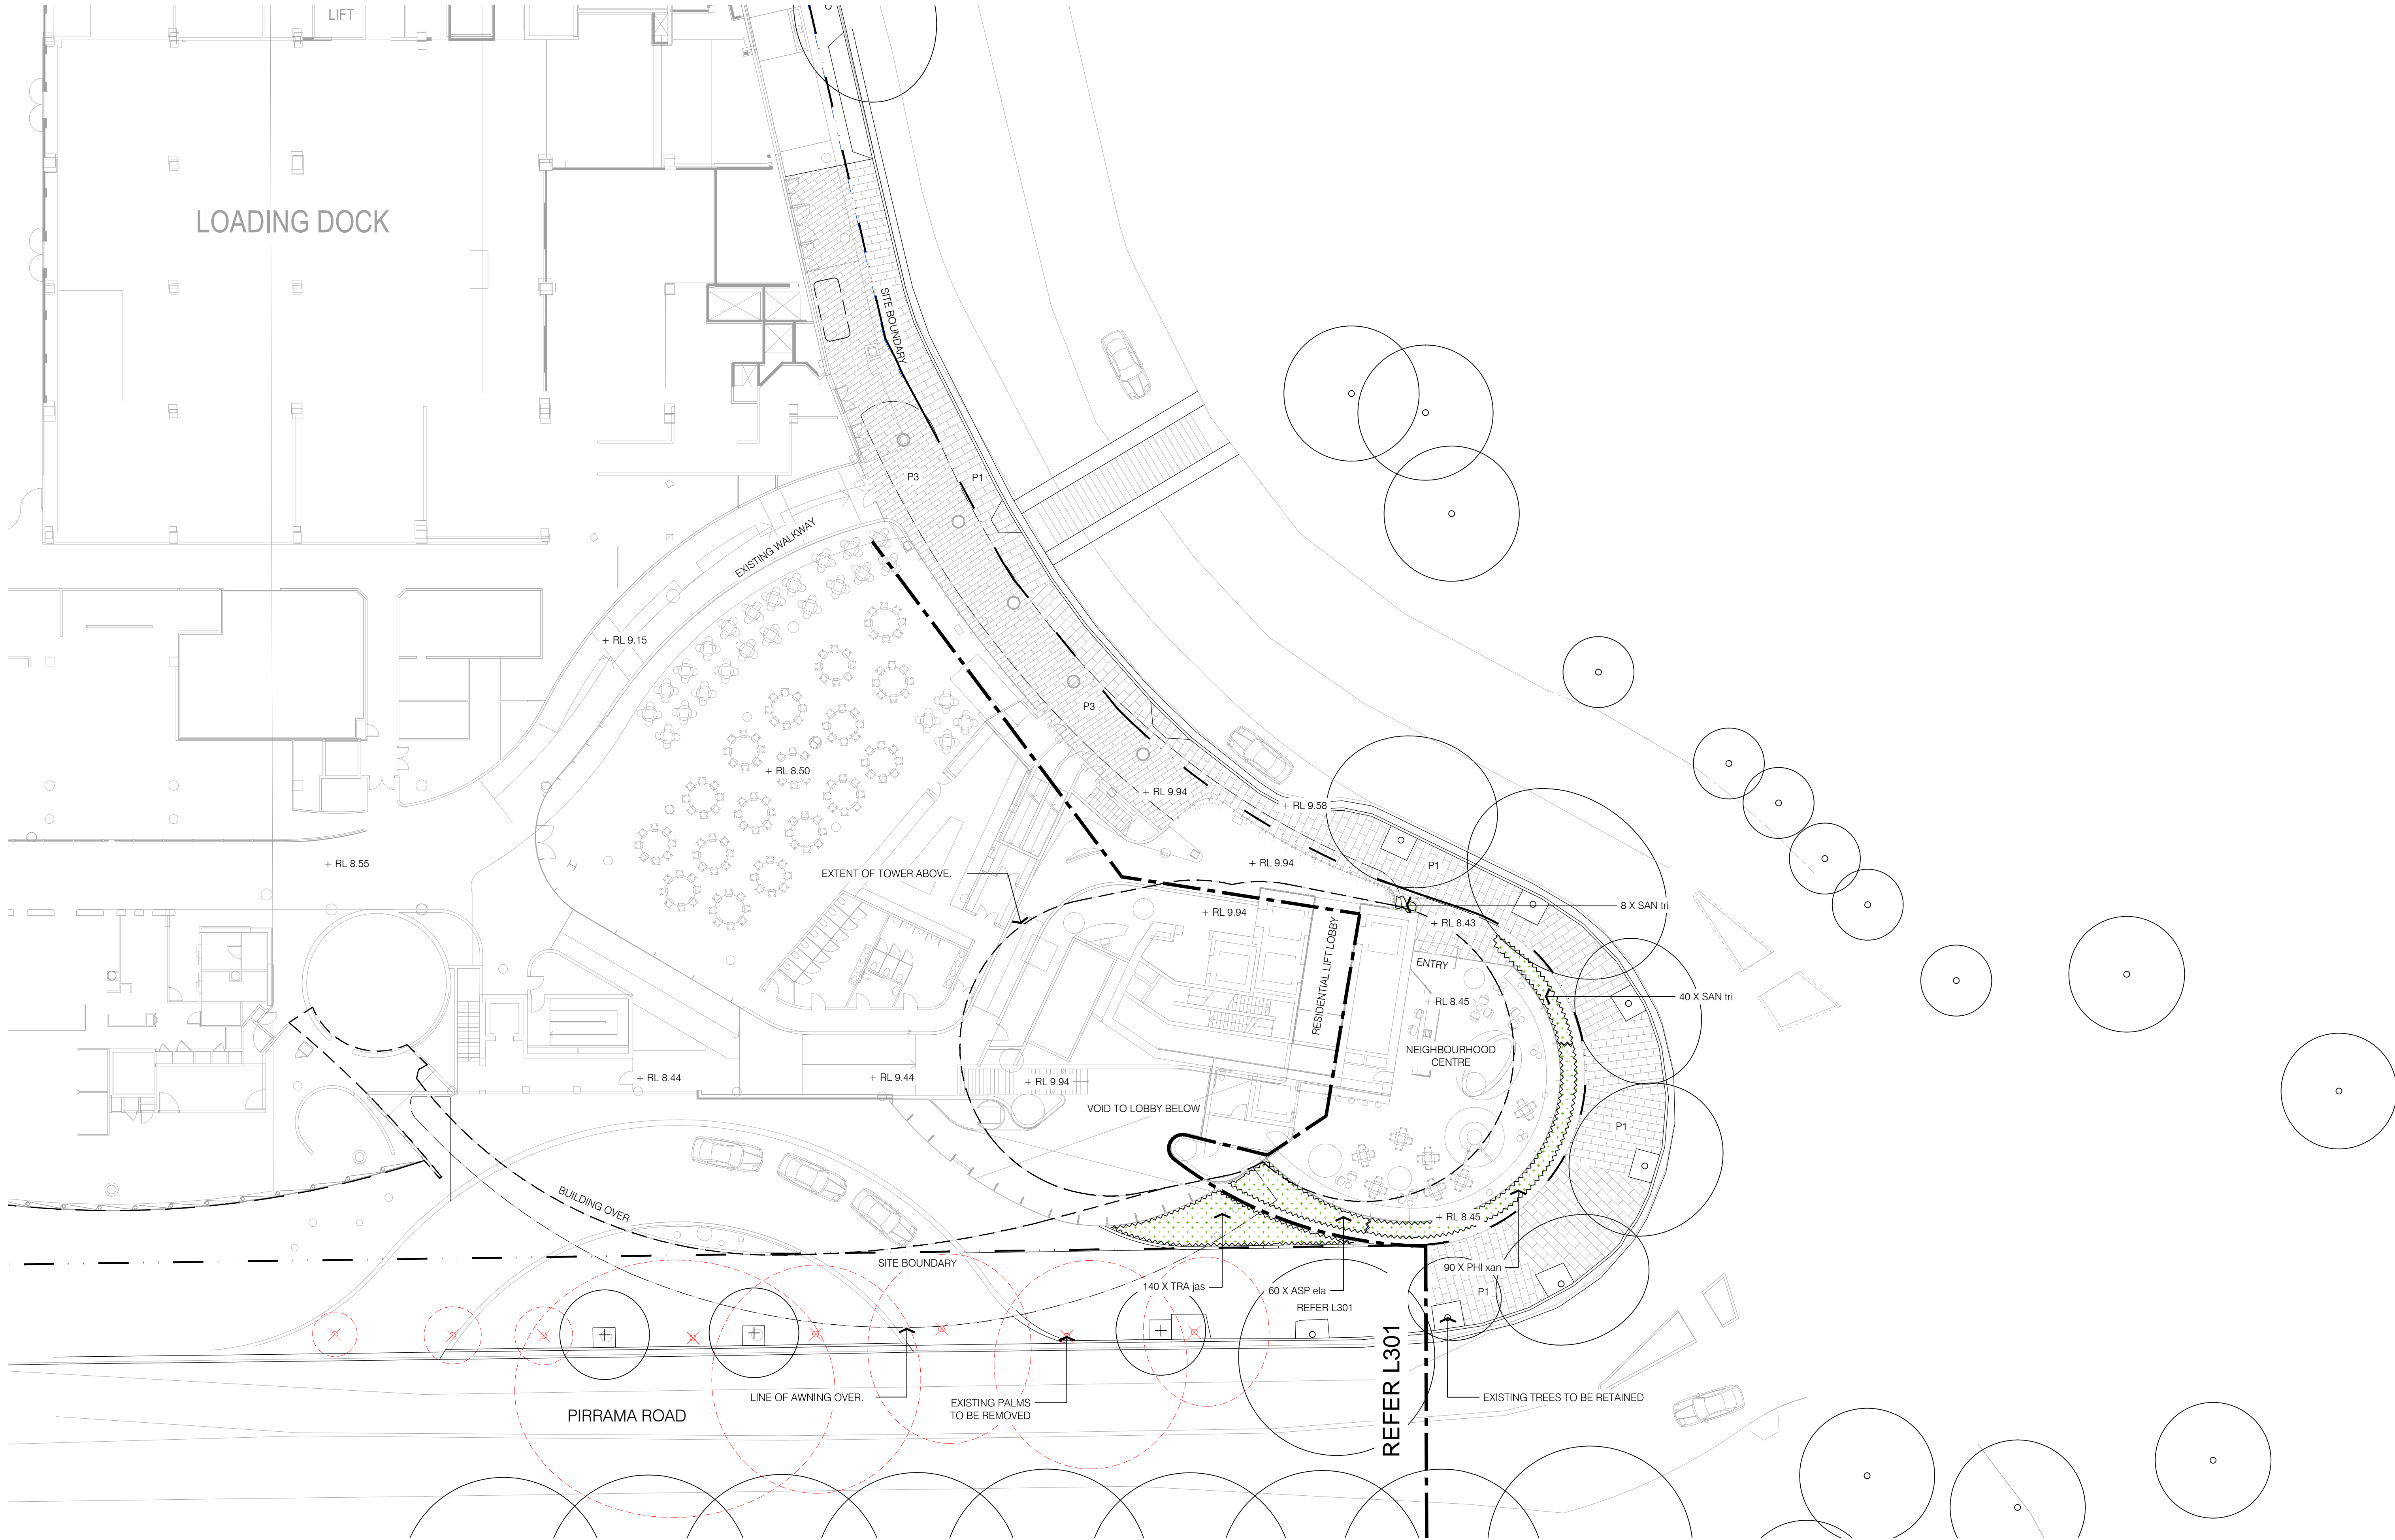 LIFT
LOADING DOCK
SITE BOUNDARY
P3
P1
EXISTING WALKWAY
+ RL 9.15
P3
+ RL 8.50
+ RL 9.94
+ RL 9.58
+ RL 8.55
+ RL 9.94
P1
EXTENT OF TOWER ABOVE.
8 X SAN tri
+ RL 9.94
+ RL 8.43
RESIDENTIAL LIFT LOBBY
ENTRY
40 X SAN tri
+ RL 8.45
NEIGHBOURHOOD
CENTRE
+ RL 8.44
+ RL 9.44
+ RL 9.94
VOID TO LOBBY BELOW
P1
BUILDING OVER
+ RL 8.45
SITE BOUNDARY
90 X PHI xan
140 X TRA jas
60 X ASP ela
P1
REFER L301
REFER L301
LINE OF AWNING OVER.
EXISTING PALMS
TO BE REMOVED
EXISTING TREES TO BE RETAINED
PIRRAMA ROAD